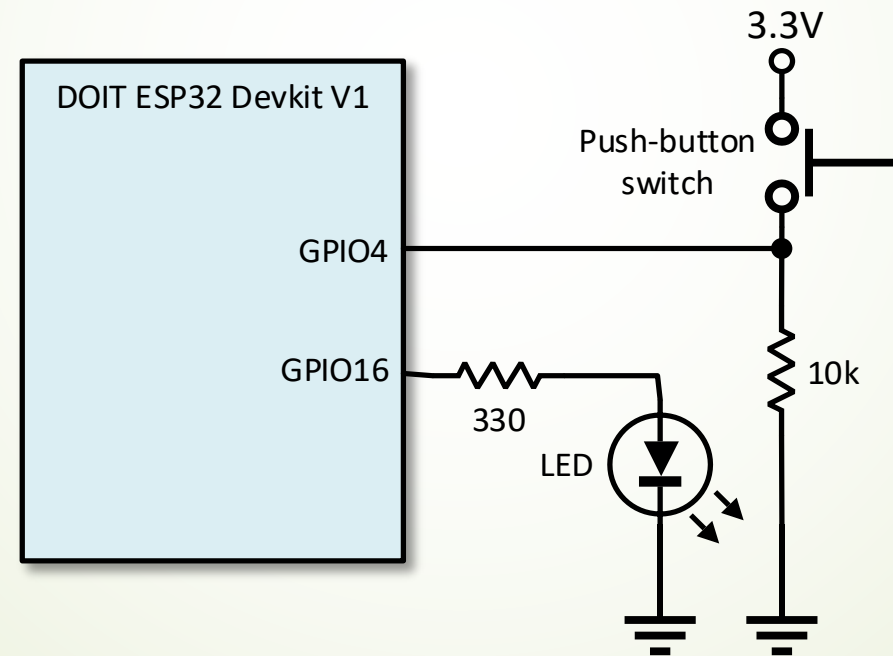 3.3V
DOIT ESP32 Devkit V1
Push-button
switch
GPIO4
GPIO16
10k
330
LED